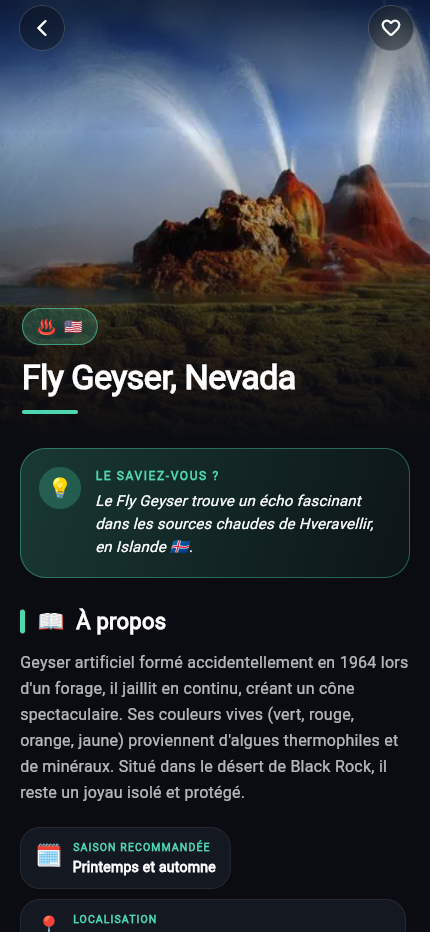 Fly Geyser, Nevada
LE SAVIEZ-VOUS ?
Le Fly Geyser trouve un écho fascinant
dans les sources chaudes de Hveravellir,
en Islande 🇮🇸.
À propos
Geyser artificiel formé accidentellement en 1964 lors
d'un forage, il jaillit en continu, créant un cône
spectaculaire. Ses couleurs vives (vert, rouge,
orange, jaune) proviennent d'algues thermophiles et
de minéraux. Situé dans le désert de Black Rock, il
reste un joyau isolé et protégé.
SAISON RECOMMANDÉE
Printemps et automne
LOCALISATION